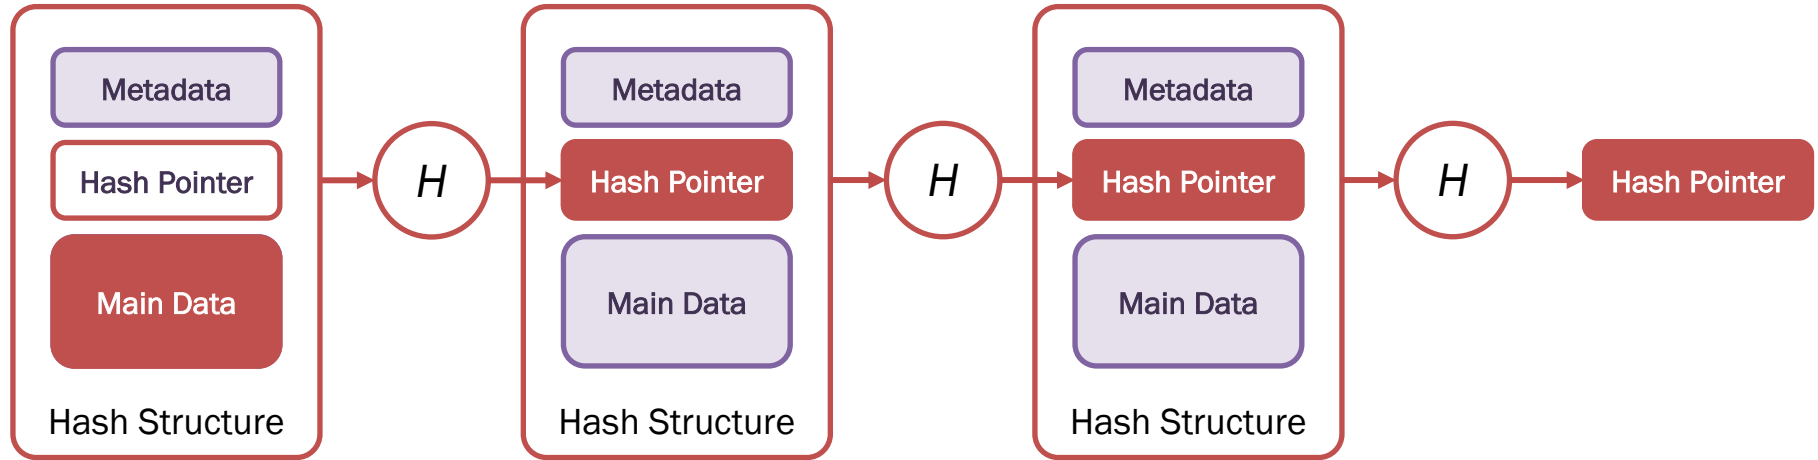 Metadata
Hash Pointer
Main Data
Hash Structure
H
Metadata
Hash Pointer
Main Data
Hash Structure
H
Metadata
Hash Pointer
Main Data
Hash Structure
H
Hash Pointer